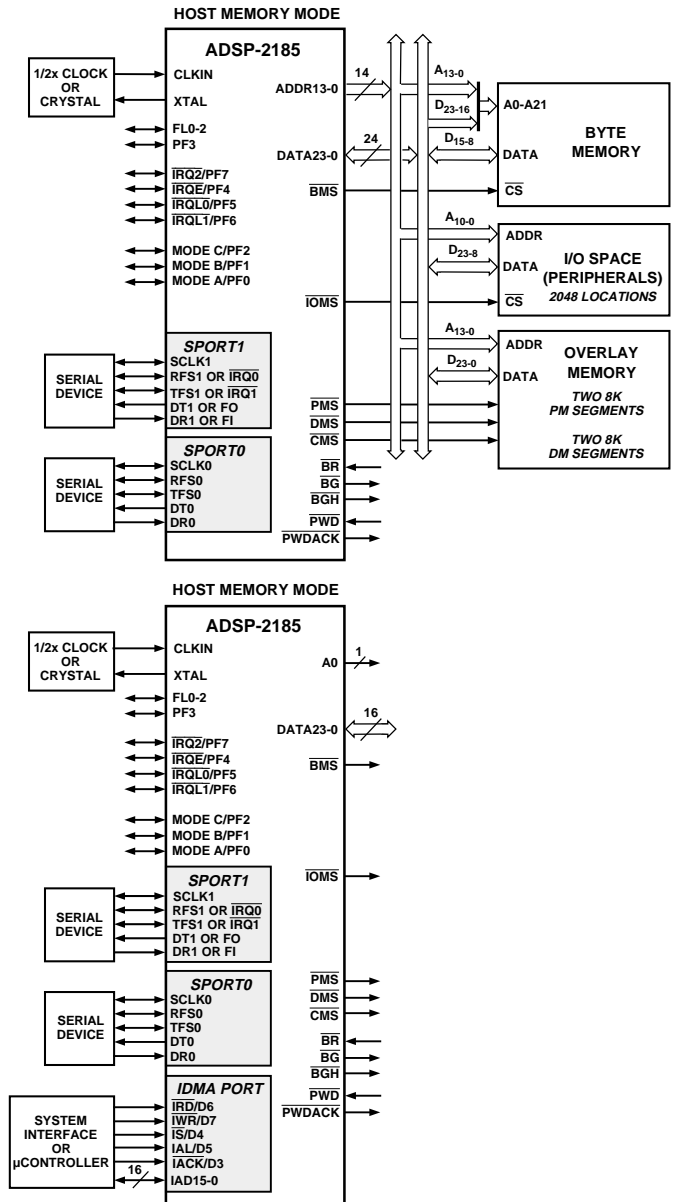 HOST MEMORY MODE
ADSP-2185
1/2x CLOCK
OR
CRYSTAL
CLKIN
XTAL
FL0-2
PF3
IRQ2/PF7
IRQE/PF4
IRQL0/PF5
IRQL1/PF6
MODE C/PF2
MODE B/PF1
MODE A/PF0
SPORT1
SCLK1
RFS1 OR IRQ0
TFS1 OR IRQ1
DT1 OR FO
DR1 OR FI
SERIAL
DEVICE
SPORT0
SCLK0
RFS0
TFS0
DT0
DR0
SERIAL
DEVICE
ADDR13-0
14
DATA23-0
24
BMS
IOMS
PMS
DMS
CMS
BR
BG
BGH
PWD
PWDACK
A13-0
D23-16
D15-8
A0-A21
DATA
CS
BYTE
MEMORY
A10-0
D23-8
ADDR
DATA
CS
I/O SPACE
(PERIPHERALS)
2048 LOCATIONS
A13-0
D23-0
ADDR
DATA
OVERLAY
MEMORY
TWO 8K
PM SEGMENTS
TWO 8K
DM SEGMENTS
HOST MEMORY MODE
ADSP-2185
1/2x CLOCK
OR
CRYSTAL
CLKIN
XTAL
FL0-2
PF3
IRQ2/PF7
IRQE/PF4
IRQL0/PF5
IRQL1/PF6
MODE C/PF2
MODE B/PF1
MODE A/PF0
SPORT1
SCLK1
RFS1 OR IRQ0
TFS1 OR IRQ1
DT1 OR FO
DR1 OR FI
SERIAL
DEVICE
SPORT0
SCLK0
RFS0
TFS0
DT0
DR0
SERIAL
DEVICE
IDMA PORT
IRD/D6
IWR/D7
IS/D4
IAL/D5
IACK/D3
IAD15-0
16
SYSTEM
INTERFACE
OR
µCONTROLLER
A0
1
DATA23-0
16
BMS
IOMS
PMS
DMS
CMS
BR
BG
BGH
PWD
PWDACK